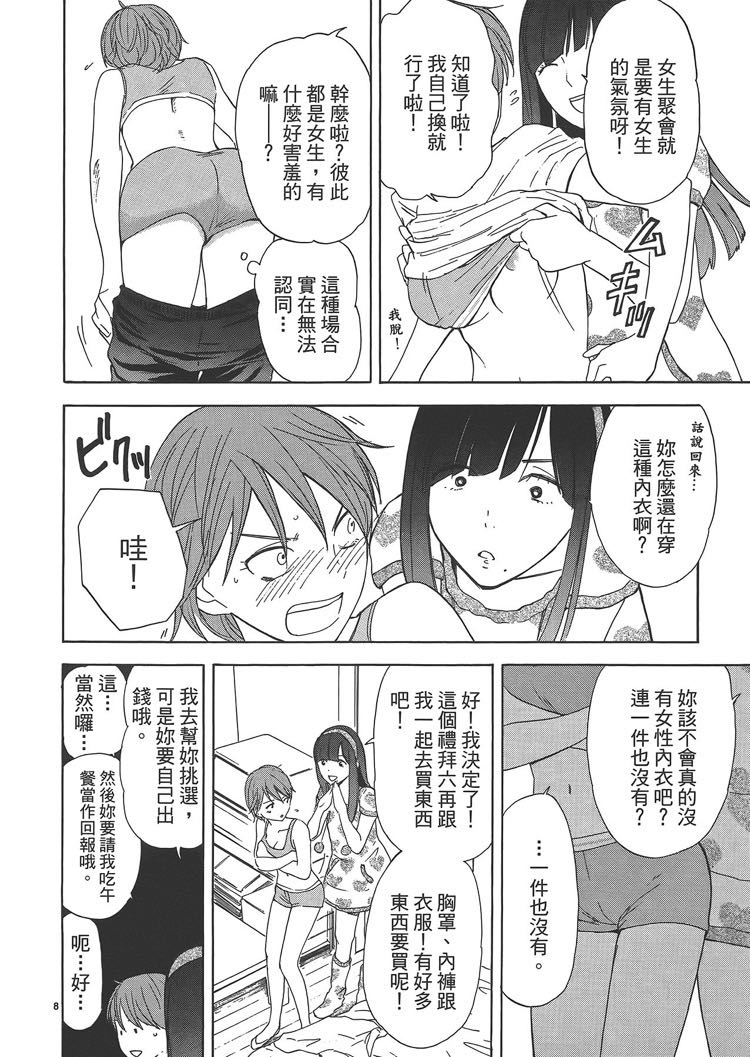 女生聚會就
是要有女生
的氣氛呀！
知道了啦！
我自己換就
行了啦！
ムムム
我脫！
幹麼啦？彼此
都是女生，有
什麼好害羞的
嘛——？
這種場合
實在無法
認同…
話說回來…
妳怎麼還在穿
這種內衣啊？
ビクッ
哇！
妳該不會真的沒
有女性內衣吧？
連一件也沒有？
…一件也沒有。
好！我決定了！
這個禮拜六再跟
我一起去買東西
吧！
胸罩、內褲跟
衣服！有好多
東西要買呢！
我去幫妳挑選，
可是妳要自己出
錢哦。
這…
當然囉…
然後妳要請我吃午
餐當作回報哦。
呃…好…
8